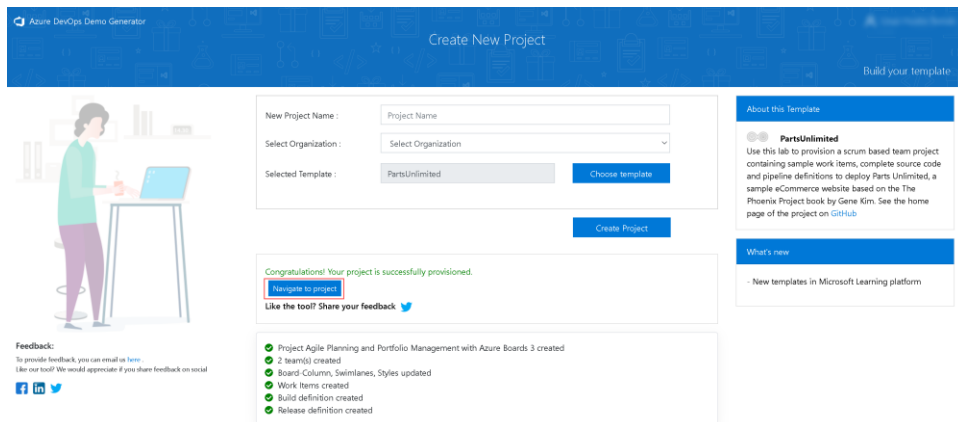 Azure DevOps Demo Generator
Create New Project
Build your template
New Project Name :
Project Name
Select Organization :
Select Organization
Selected Template :
PartsUnlimited
Choose template
Create Project
Congratulations! Your project is successfully provisioned.
Navigate to project
Like the tool? Share your feedback
Project Agile Planning and Portfolio Management with Azure Boards 3 created
2 team(s) created
Board-Column, Swimlanes, Styles updated
Work Items created
Build definition created
Release definition created
About this Template
PartsUnlimited
Use this lab to provision a scrum based team project
containing sample work items, complete source code
and pipeline definitions to deploy Parts Unlimited, a
sample eCommerce website based on the The
Phoenix Project book by Gene Kim. See the home
page of the project on GitHub
What's new
- New templates in Microsoft Learning platform
Feedback:
To provide feedback, you can email us here .
Like our tool? We would appreciate if you share feedback on social